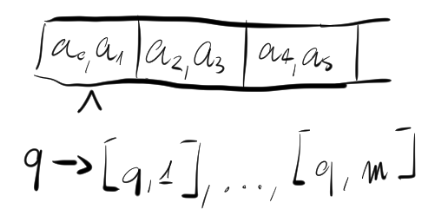 a₀,a₁ | a₂,a₃ | a₄,a₅
^
q → [q,1],...,[q,m]